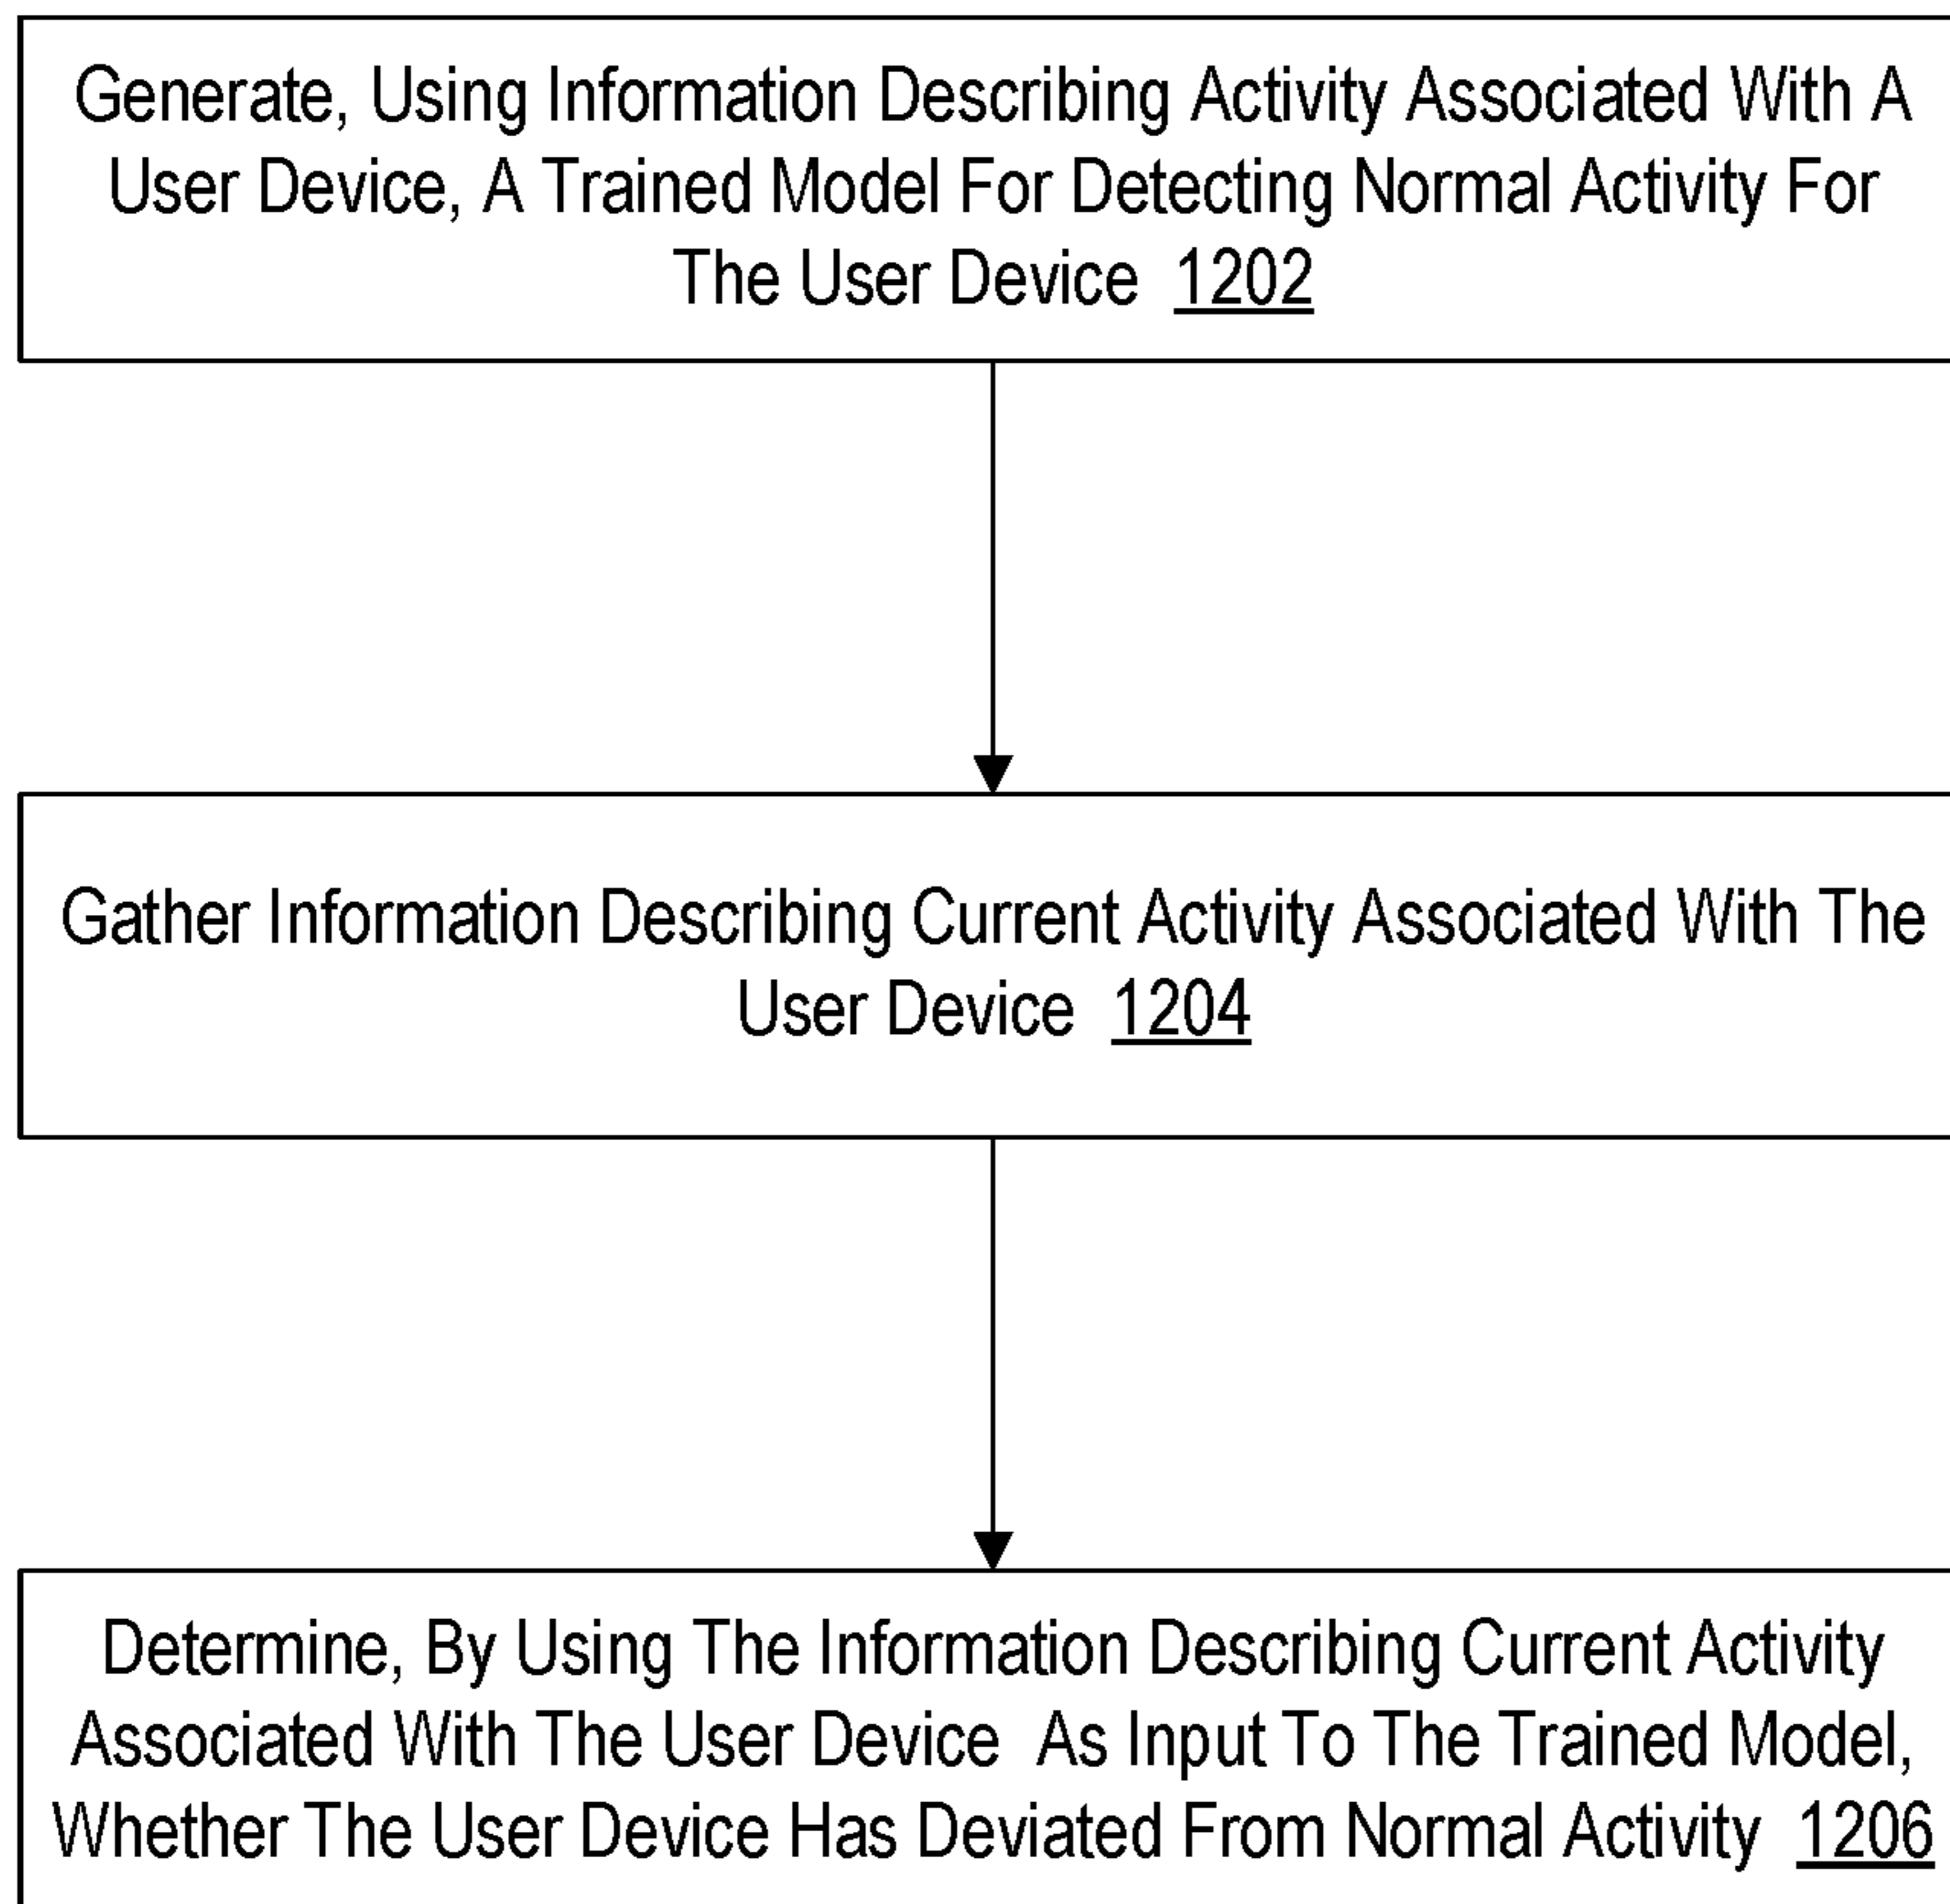 Generate, Using Information Describing Activity Associated With A
User Device, A Trained Model For Detecting Normal Activity For
The User Device 1202
Gather Information Describing Current Activity Associated With The
User Device 1204
Determine, By Using The Information Describing Current Activity
Associated With The User Device As Input To The Trained Model,
Whether The User Device Has Deviated From Normal Activity 1206